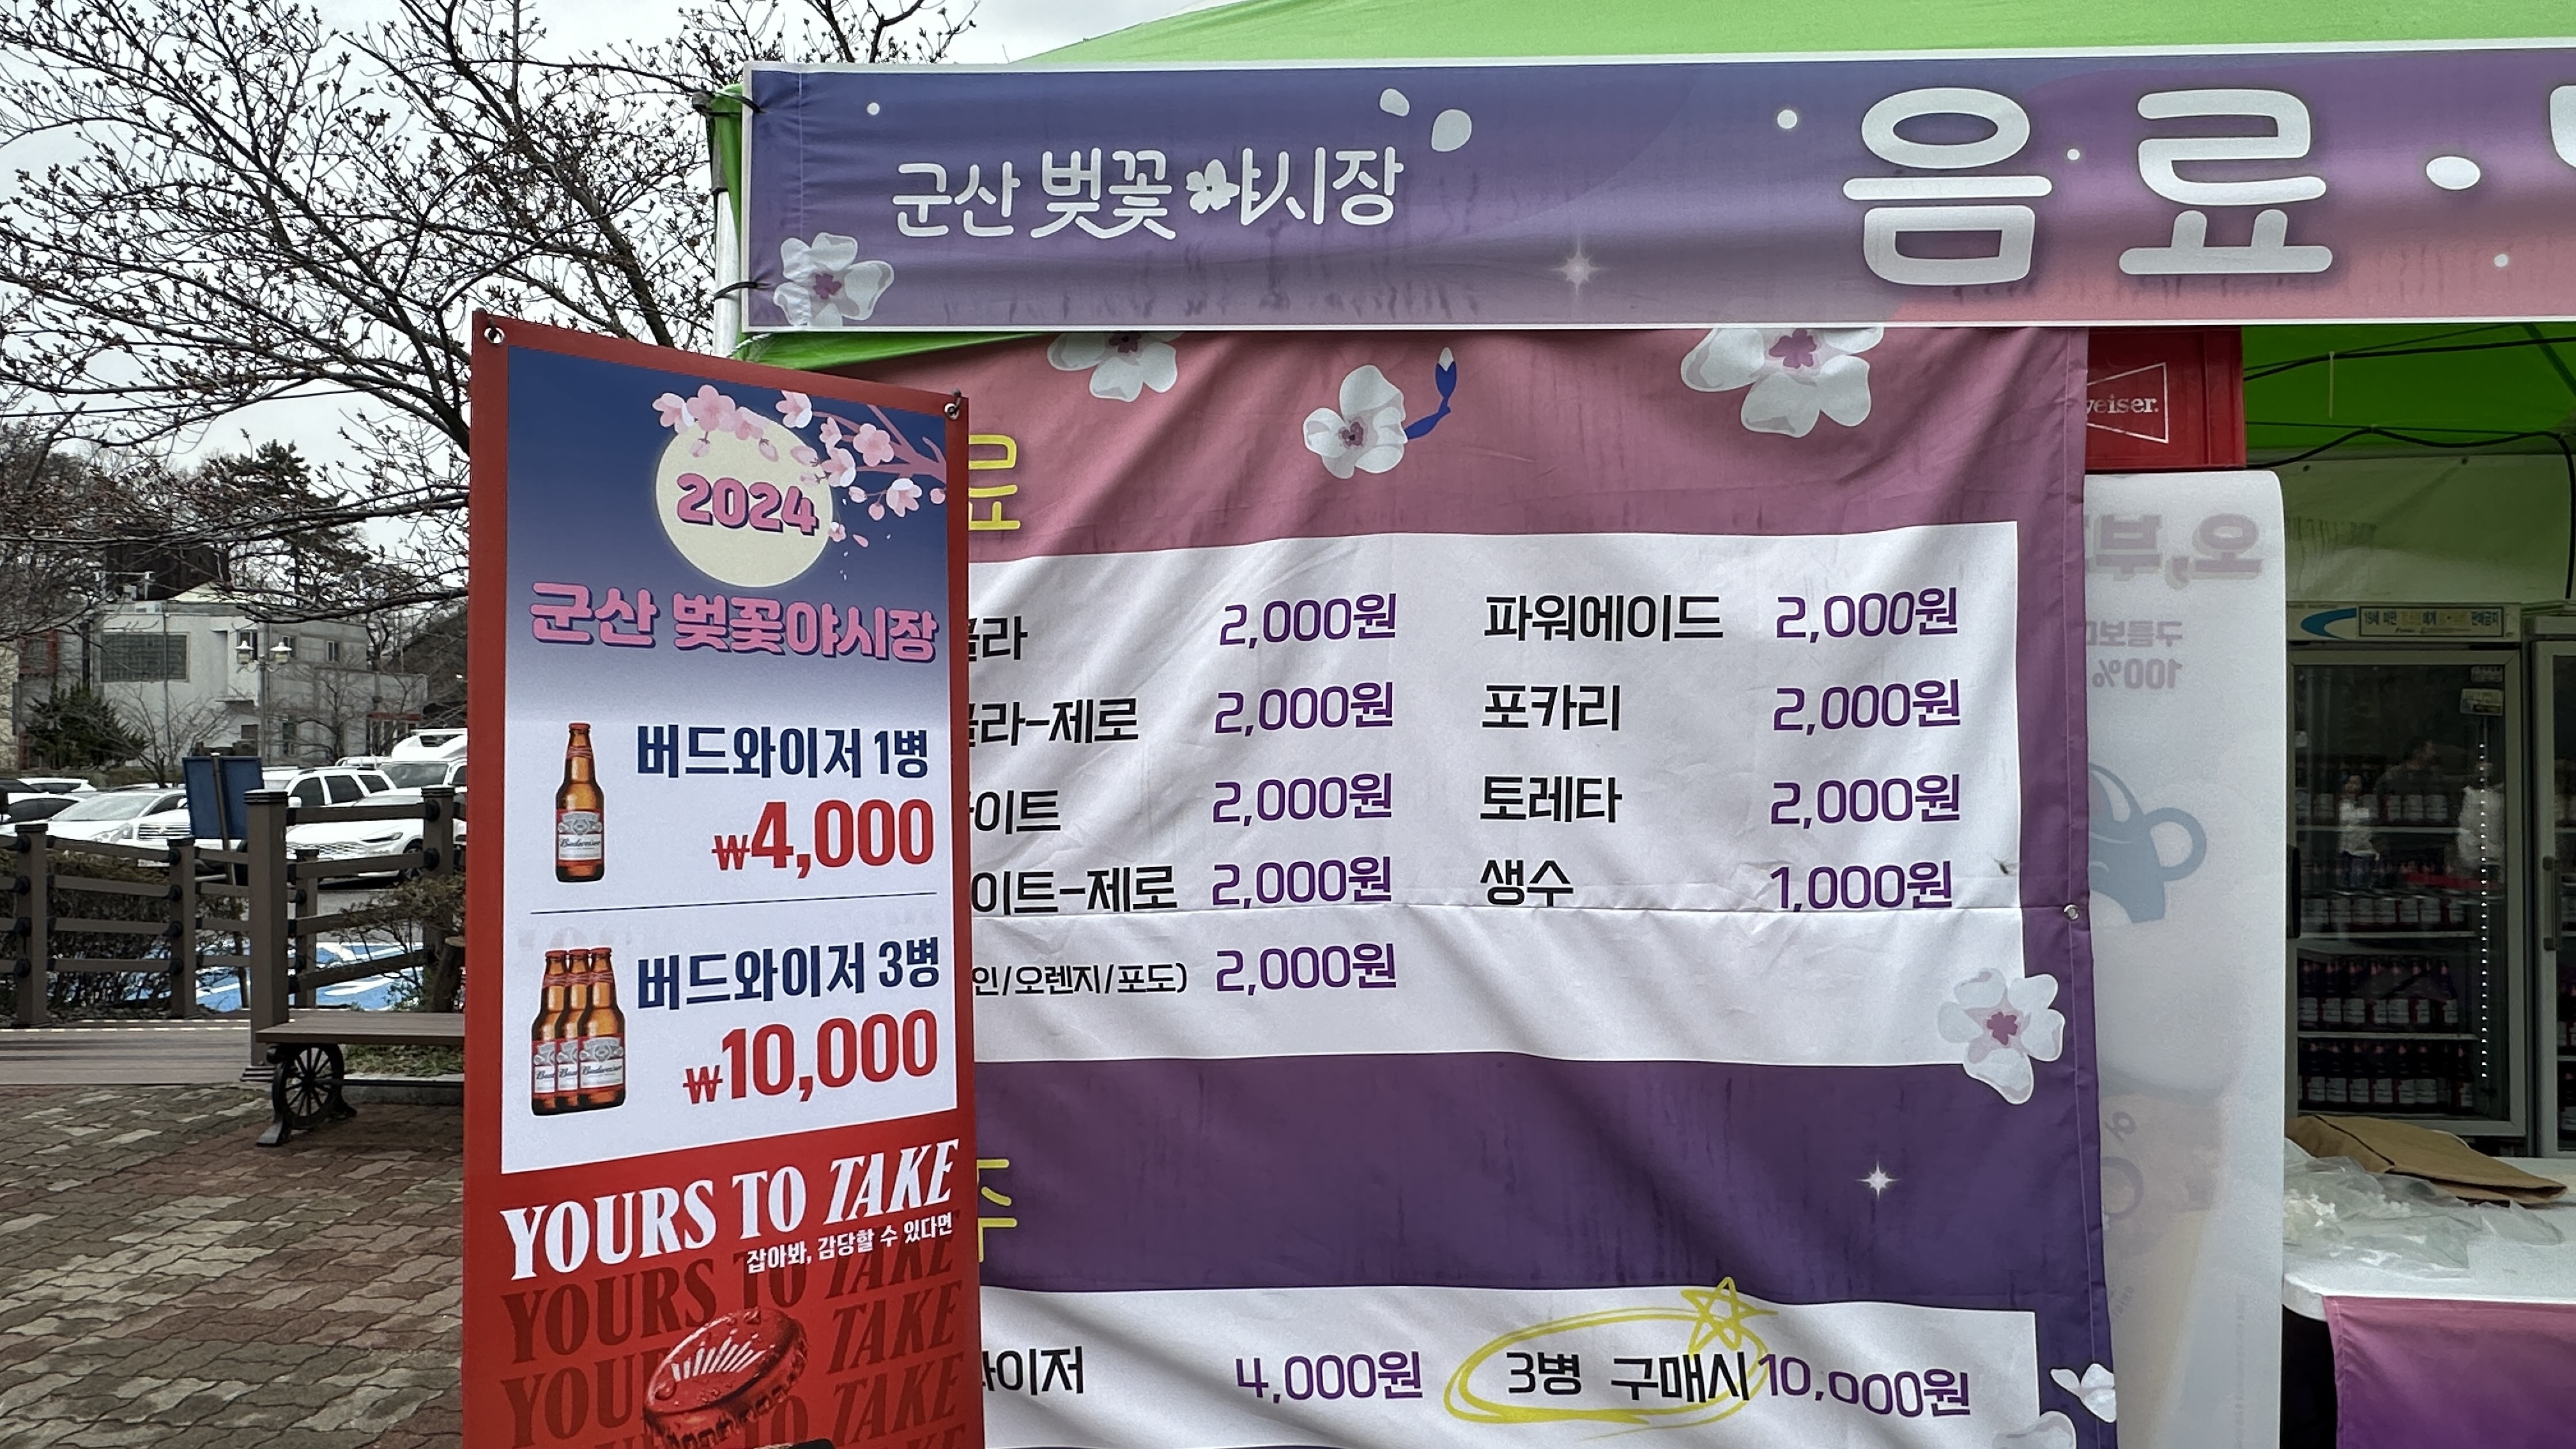 군산 벚꽃 야시장
음료·
2024
군산 벚꽃야시장
버드와이저 1병
₩4,000
버드와이저 3병
₩10,000
YOURS TO TAKE
잡아봐, 감당할 수 있다면
YOURS TO TAKE
TAKE
TAKE
료
라 2,000원 파워에이드 2,000원
라-제로 2,000원 포카리 2,000원
이트 2,000원 토레타 2,000원
이트-제로 2,000원 생수 1,000원
인/오렌지/포도) 2,000원
주
와이저 4,000원 3병 구매시 10,000원
weiser.
오,부
구름보다
100%
Budweiser